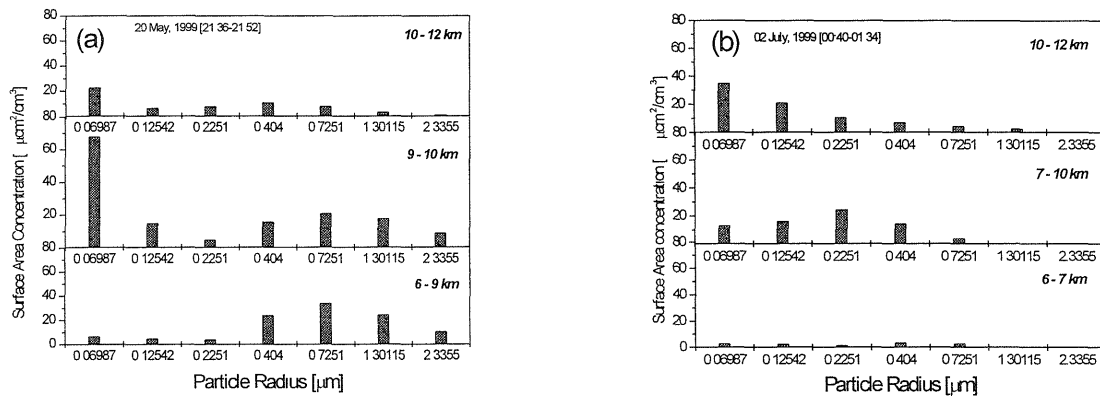 (a)
20 May, 1999 [21 36-21 52]
10 - 12 km
80
60
40
20
80
0 06987 0 12542 0 2251 0 404 0 7251 1 30115 2 3355
9 - 10 km
60
40
20
80
0 06987 0 12542 0 2251 0 404 0 7251 1 30115 2 3355
6 - 9 km
60
40
20
0
0 06987 0 12542 0 2251 0 404 0 7251 1 30115 2 3355
Surface Area Concentration [ μcm²/cm³]
Particle Radius [μm]
(b)
02 July, 1999 [00 40-01 34]
10 - 12 km
80
60
40
20
80
0 06987 0 12542 0 2251 0 404 0 7251 1 30115 2 3355
7 - 10 km
60
40
20
80
0 06987 0 12542 0 2251 0 404 0 7251 1 30115 2 3355
6 - 7 km
60
40
20
0
0 06987 0 12542 0 2251 0 404 0 7251 1 30115 2 3355
Surface Area concentration [ μcm²/cm³]
Particle Radius [μm]